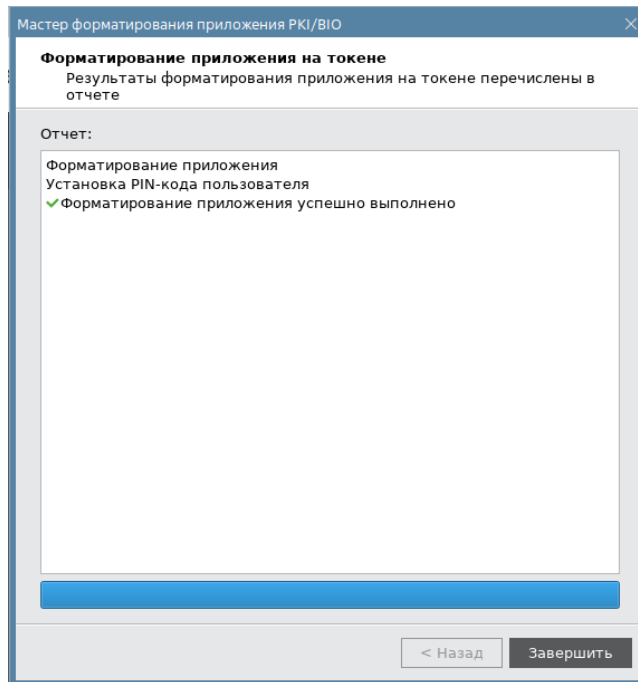 Мастер форматирования приложения PKI/BIO
Форматирование приложения на токене
Результаты форматирования приложения на токене перечислены в
отчете
Отчет:
Форматирование приложения
Установка PIN-кода пользователя
Форматирование приложения успешно выполнено
< Назад
Завершить